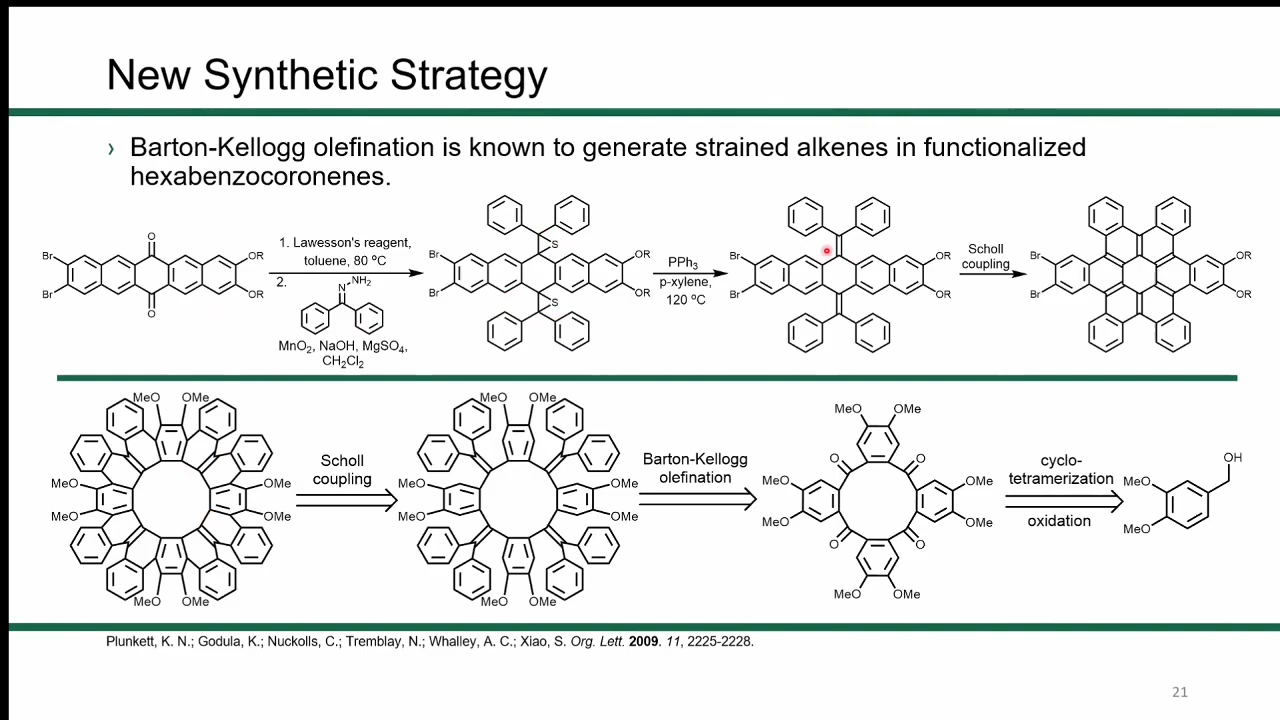 New Synthetic Strategy
› Barton-Kellogg olefination is known to generate strained alkenes in functionalized
hexabenzocoronenes.
O
Br
Br
OR
OR
O
1. Lawesson's reagent,
toluene, 80 ºC
2.
N
NH₂
MnO₂, NaOH, MgSO₄,
CH₂Cl₂
S
Br
Br
OR
OR
S
PPh₃
p-xylene,
120 ºC
Br
Br
OR
OR
Scholl
coupling
Br
Br
OR
OR
MeO OMe
MeO OMe
MeO OMe
MeO OMe
Scholl
coupling
MeO OMe
MeO OMe
MeO OMe
MeO OMe
Barton-Kellogg
olefination
MeO OMe
O O
MeO OMe
MeO OMe
O O
MeO OMe
cyclo-
tetramerization
oxidation
OH
MeO
MeO
Plunkett, K. N.; Godula, K.; Nuckolls, C.; Tremblay, N.; Whalley, A. C.; Xiao, S. Org. Lett. 2009. 11, 2225-2228.
21